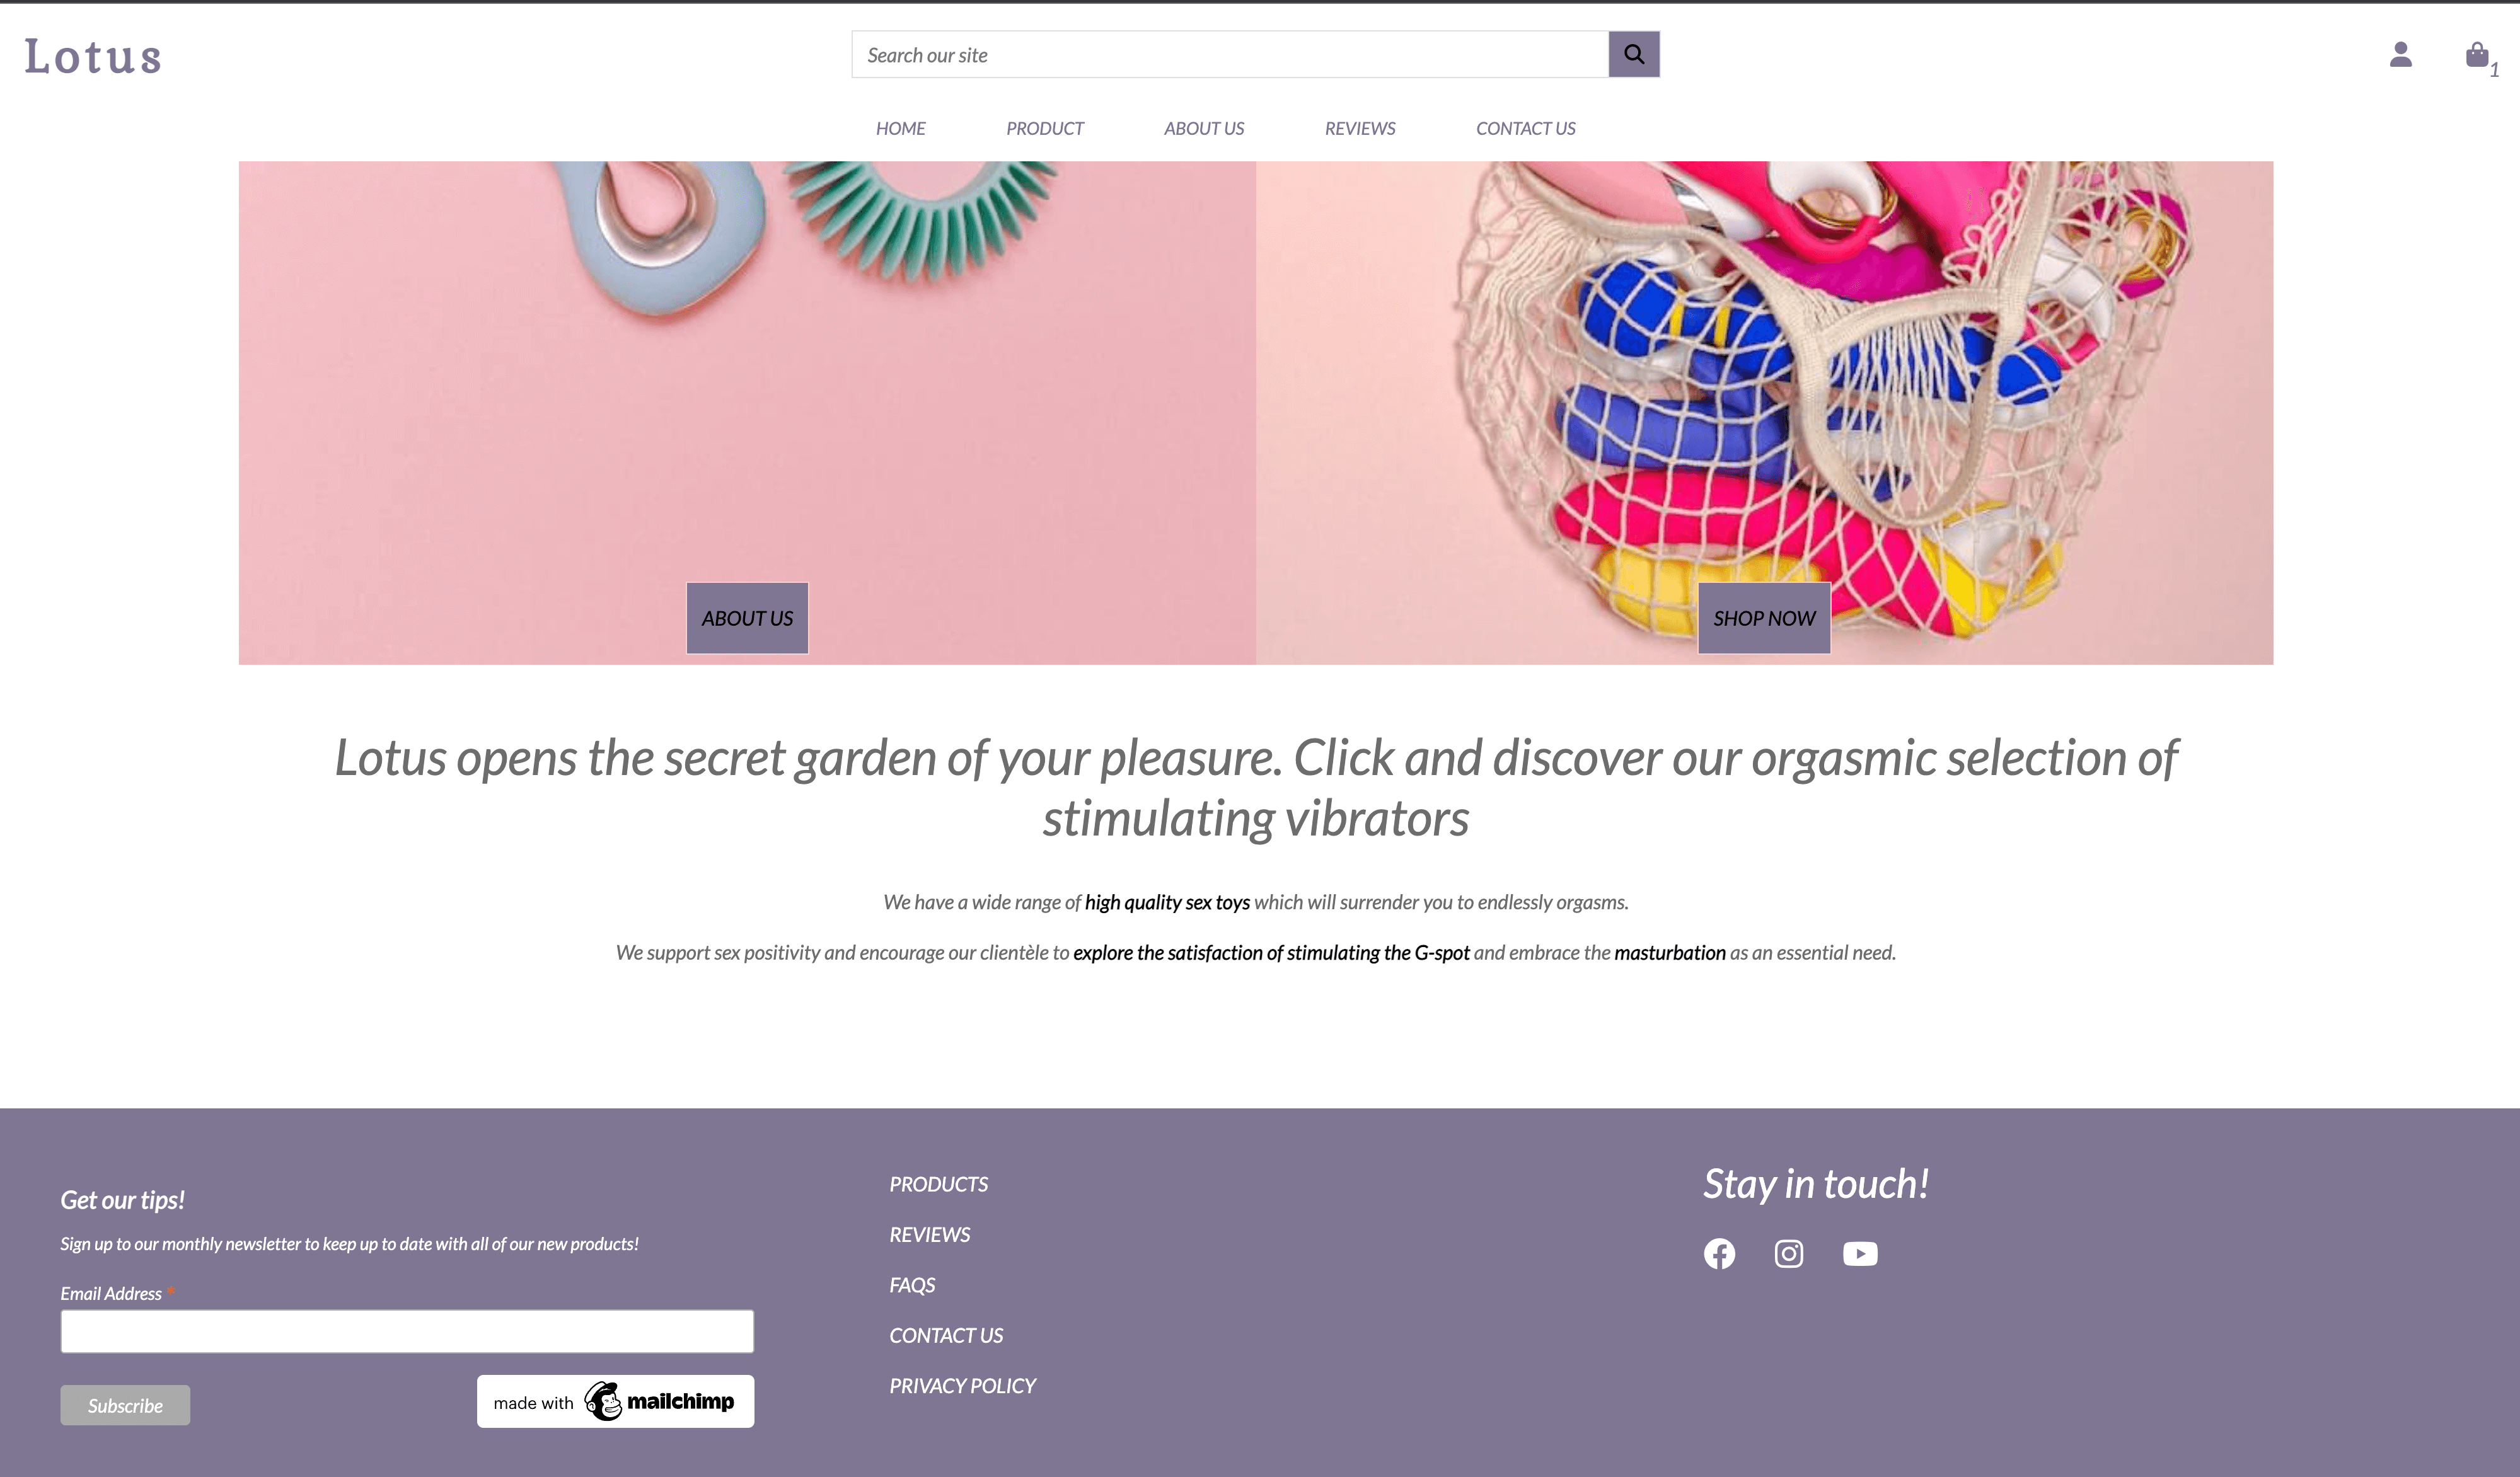 Lotus
Search our site
1
HOME
PRODUCT
ABOUT US
REVIEWS
CONTACT US
ABOUT US
SHOP NOW
Lotus opens the secret garden of your pleasure. Click and discover our orgasmic selection of
stimulating vibrators
We have a wide range of high quality sex toys which will surrender you to endlessly orgasms.
We support sex positivity and encourage our clientèle to explore the satisfaction of stimulating the G-spot and embrace the masturbation as an essential need.
Get our tips!
Sign up to our monthly newsletter to keep up to date with all of our new products!
Email Address *
Subscribe
made with mailchimp
PRODUCTS
REVIEWS
FAQS
CONTACT US
PRIVACY POLICY
Stay in touch!